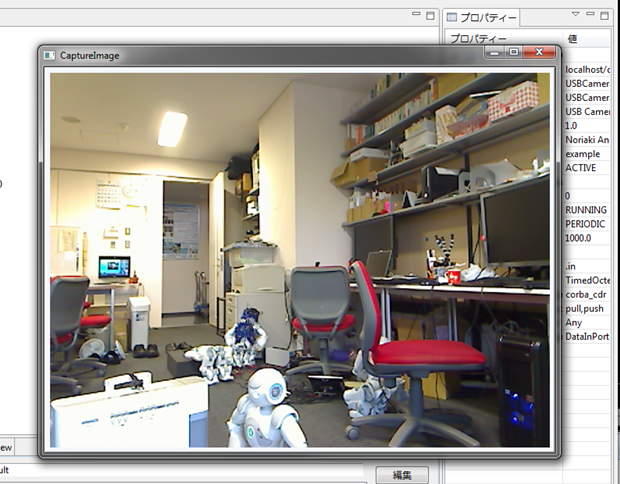 プロパティー
プロパティー 値
CaptureImage
localhost/c
USBCamer
USBCamer
USB Camer
1.0
Noriaki An
example
ACTIVE
0
RUNNING
PERIODIC
1000.0
.in
TimedOcte
corba_cdr
pull,push
Any
DataInPort
ew
ult
編集